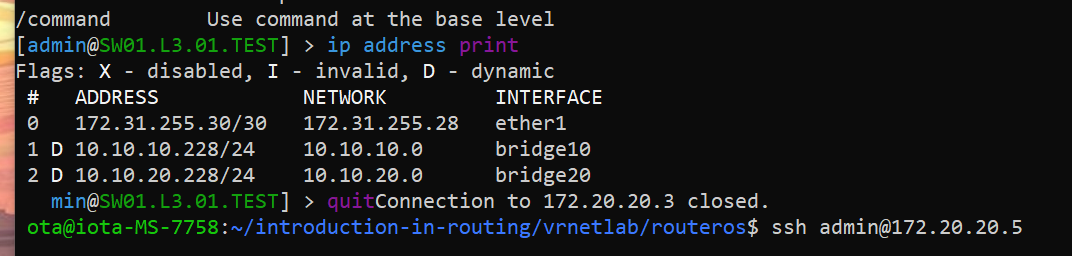 /command       Use command at the base level
[admin@SW01.L3.01.TEST] > ip address print
Flags: X - disabled, I - invalid, D - dynamic
 #   ADDRESS            NETWORK         INTERFACE
 0   172.31.255.30/30   172.31.255.28   ether1
 1 D 10.10.10.228/24    10.10.10.0      bridge10
 2 D 10.10.20.228/24    10.10.20.0      bridge20
   min@SW01.L3.01.TEST] > quitConnection to 172.20.20.3 closed.
 ota@iota-MS-7758:~/introduction-in-routing/vrnetlab/routeros$ ssh admin@172.20.20.5